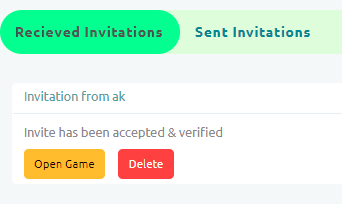 Recieved Invitations Sent Invitations
Invitation from ak
Invite has been accepted & verified
Open Game Delete